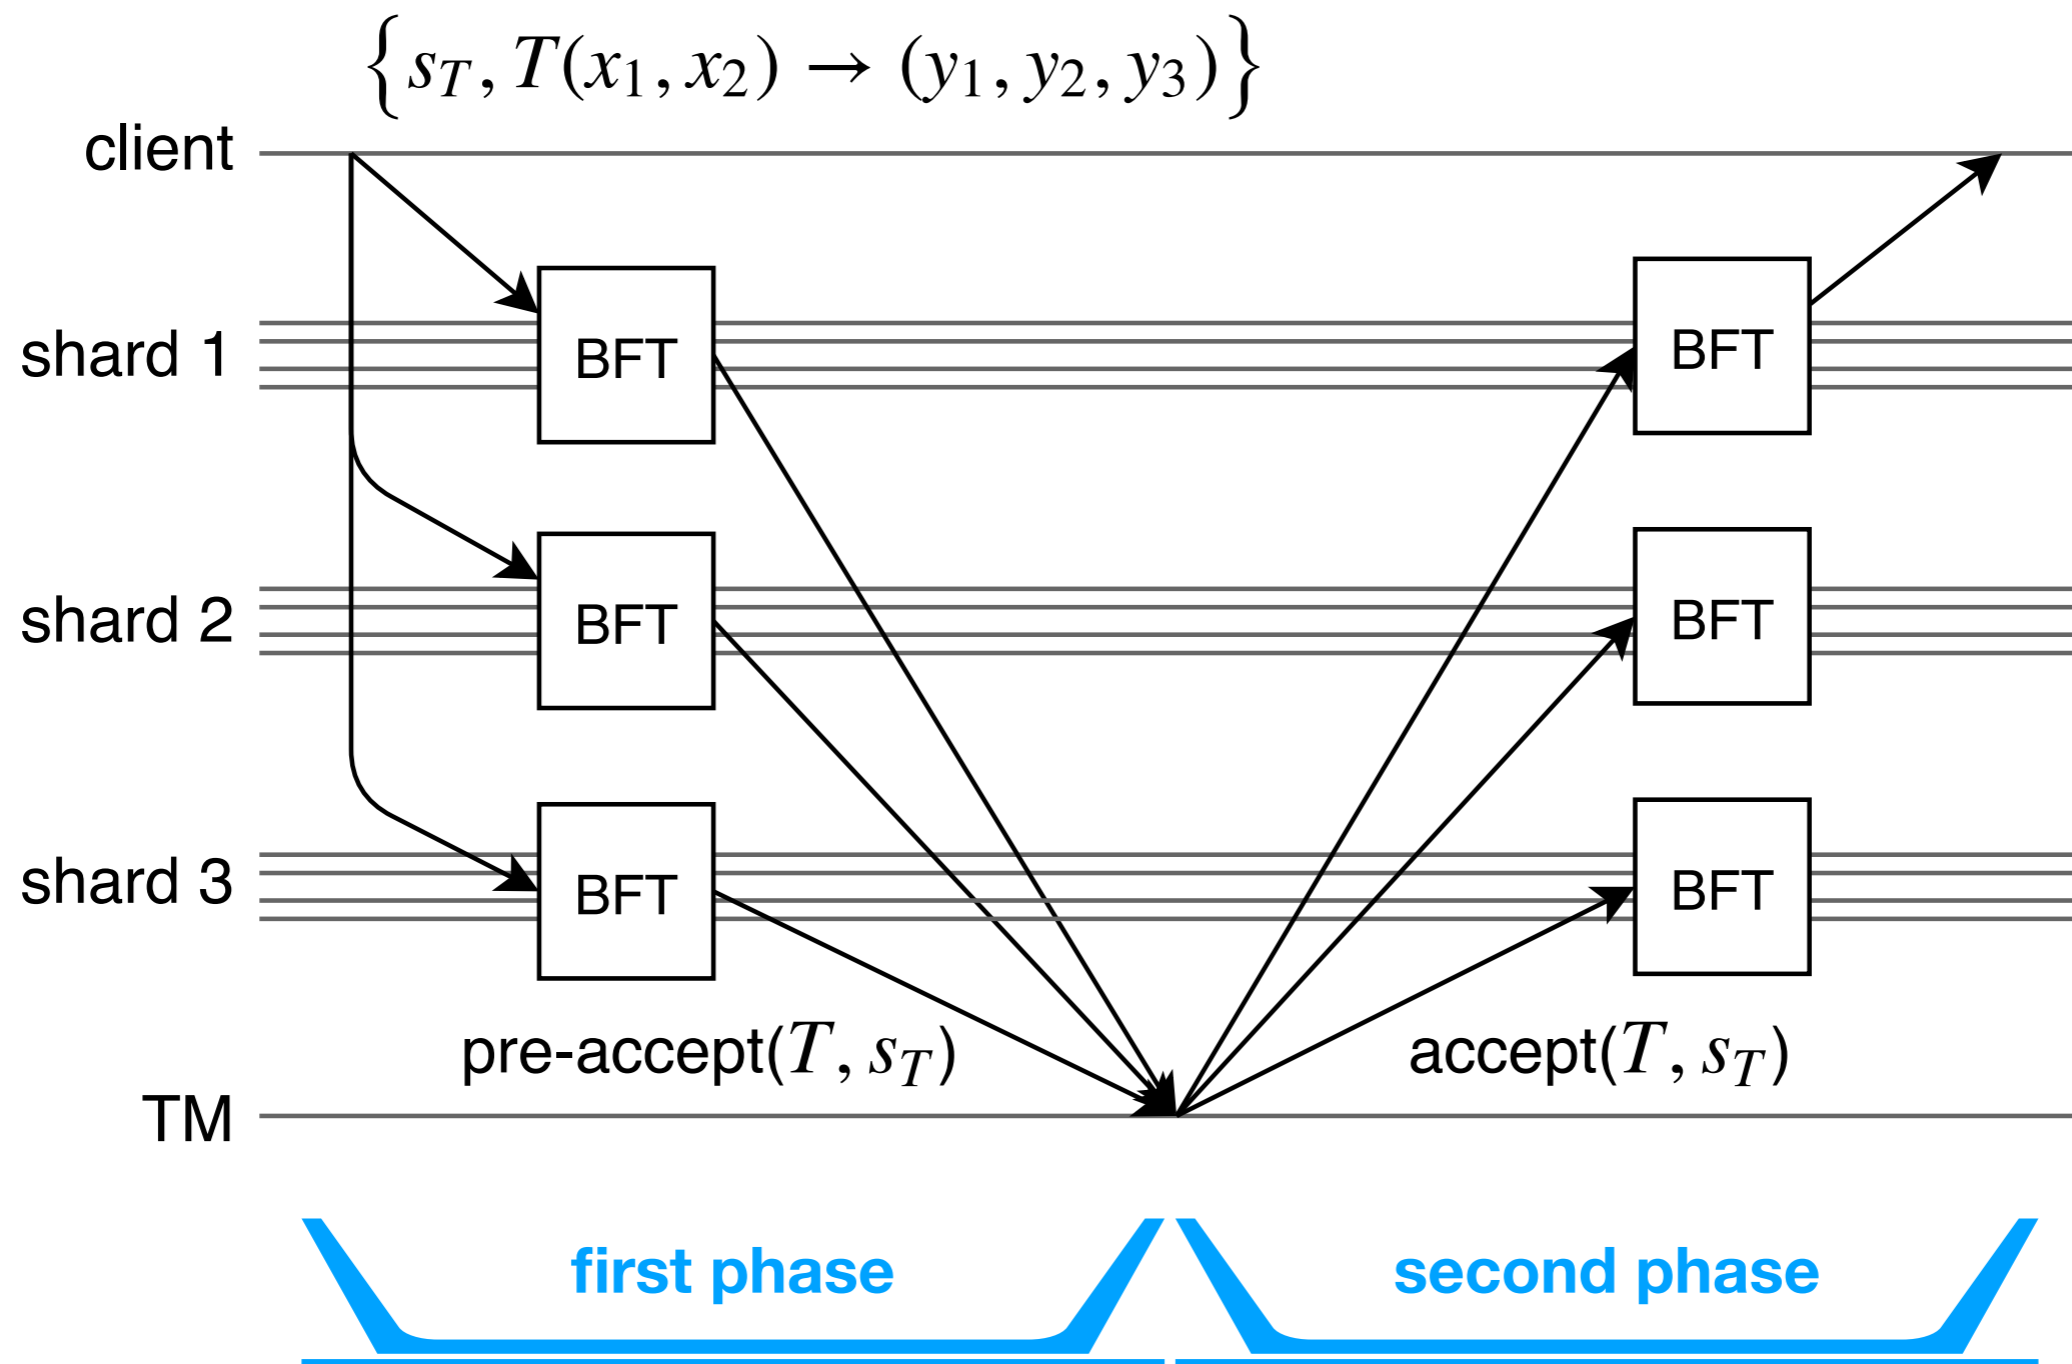 {s_T, T(x_1, x_2) → (y_1, y_2, y_3)}
client
BFT
BFT
shard 1
BFT
BFT
shard 2
BFT
BFT
shard 3
pre-accept(T, s_T)
accept(T, s_T)
TM
first phase
second phase